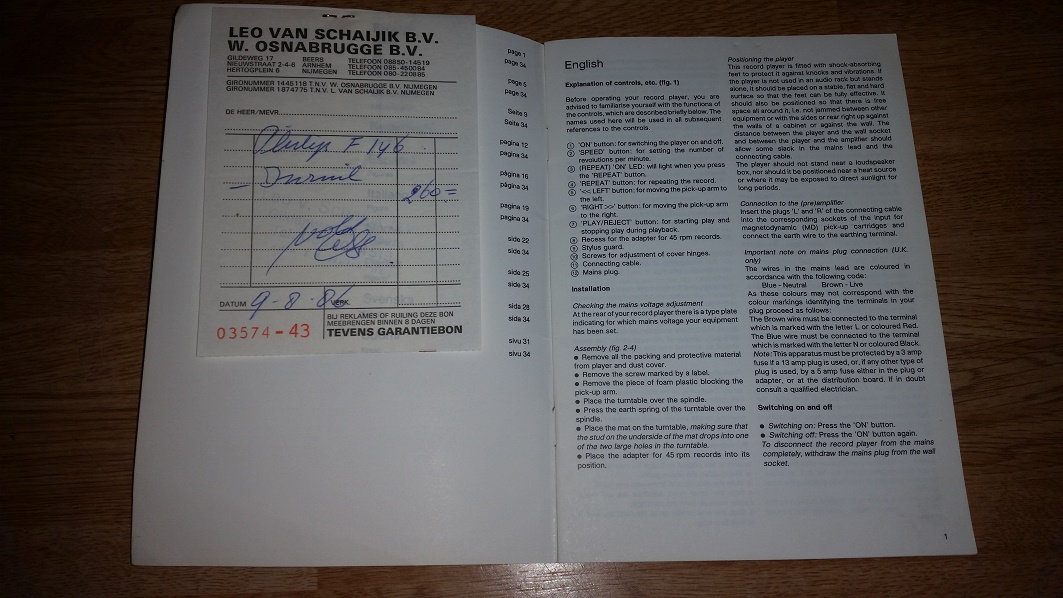 LEO VAN SCHAIJIK B.V.
W. OSNABRUGGE B.V.
GILDEWEG 17 BEERS TELEFOON 08850-14519
NIEUWSTRAAT 2-4-6 ARNHEM TELEFOON 085-450084
HERTOGPLEIN 6 NIJMEGEN TELEFOON 080-220885
GIRONUMMER 1445118 T.N.V. W. OSNABRUGGE B.V. NIJMEGEN
GIRONUMMER 1874775 T.N.V. L. VAN SCHAIJIK B.V. NIJMEGEN
DE HEER/MEVR.
F 146
260=
DATUM 9-8-86 VERK.
03574-43
BIJ REKLAMES OF RUILING DEZE BON
MEEBRENGEN BINNEN 8 DAGEN
TEVENS GARANTIEBON
page 1
page 34
page 5
page 34
Seite 9
Seite 34
pagina 12
pagina 34
pagina 16
página 34
pagina 19
pagina 34
side 22
side 34
side 25
side 34
sida 28
sida 34
sivu 31
sivu 34
English
Explanation of controls, etc. (fig. 1)
Before operating your record player, you are
advised to familiarise yourself with the functions of
the controls, which are described briefly below. The
names used here will be used in all subsequent
references to the controls.
① 'ON' button: for switching the player on and off.
② 'SPEED' button: for setting the number of
revolutions per minute.
③ (REPEAT) 'ON' LED: will light when you press
the 'REPEAT' button.
④ 'REPEAT' button: for repeating the record.
⑤ '<< LEFT' button: for moving the pick-up arm to
the left.
⑥ 'RIGHT >>' button: for moving the pick-up arm
to the right.
⑦ 'PLAY/REJECT' button: for starting play and
stopping play during playback.
⑧ Recess for the adapter for 45 rpm records.
⑨ Stylus guard.
⑩ Screws for adjustment of cover hinges.
⑪ Connecting cable.
⑫ Mains plug.
Installation
Checking the mains voltage adjustment
At the rear of your record player there is a type plate
indicating for which mains voltage your equipment
has been set.
Assembly (fig. 2-4)
● Remove all the packing and protective material
from player and dust cover.
● Remove the screw marked by a label.
● Remove the piece of foam plastic blocking the
pick-up arm.
● Place the turntable over the spindle.
● Press the earth spring of the turntable over the
spindle.
● Place the mat on the turntable, making sure that
the stud on the underside of the mat drops into one
of the two large holes in the turntable.
● Place the adapter for 45 rpm records into its
position.
Positioning the player
This record player is fitted with shock-absorbing
feet to protect it against knocks and vibrations. If
the player is not used in an audio rack but stands
alone, it should be placed on a stable, flat and hard
surface so that the feet can be fully effective. It
should also be positioned so that there is free
space all around it, i.e. not jammed between other
equipment or with the sides or rear right up against
the walls of a cabinet or against the wall. The
distance between the player and the wall socket
and between the player and the amplifier should
allow some slack in the mains lead and the
connecting cable.
The player should not stand near a loudspeaker
box, nor should it be positioned near a heat source
or where it may be exposed to direct sunlight for
long periods.
Connection to the (pre)amplifier
Insert the plugs 'L' and 'R' of the connecting cable
into the corresponding sockets of the input for
magnetodynamic (MD) pick-up cartridges and
connect the earth wire to the earthing terminal.
Important note on mains plug connection (U.K.
only)
The wires in the mains lead are coloured in
accordance with the following code:
Blue - Neutral Brown - Live
As these colours may not correspond with the
colour markings identifying the terminals in your
plug proceed as follows:
The Brown wire must be connected to the terminal
which is marked with the letter L or coloured Red.
The Blue wire must be connected to the terminal
which is marked with the letter N or coloured Black.
Note: This apparatus must be protected by a 3 amp
fuse if a 13 amp plug is used, or, if any other type of
plug is used, by a 5 amp fuse either in the plug or
adapter, or at the distribution board. If in doubt
consult a qualified electrician.
Switching on and off
● Switching on: Press the 'ON' button.
● Switching off: Press the 'ON' button again.
To disconnect the record player from the mains
completely, withdraw the mains plug from the wall
socket.
1